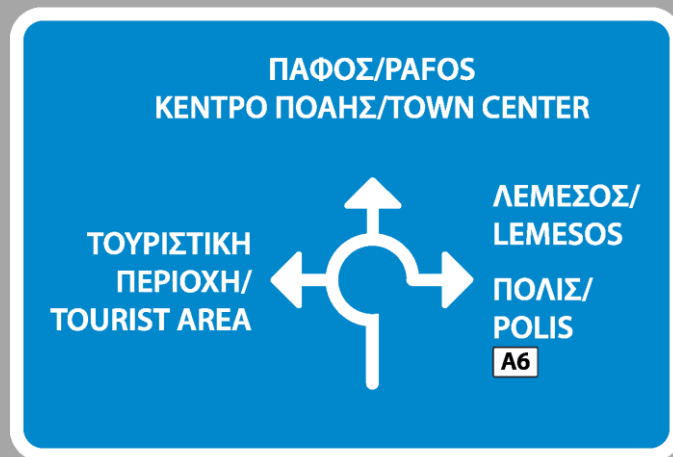 ΠΑΦΟΣ/PAFOS
ΚΕΝΤΡΟ ΠΟΑΗΣ/TOWN CENTER
ΤΟΥΡΙΣΤΙΚΗ
ΠΕΡΙΟΧΗ/
TOURIST AREA
ΛΕΜΕΣΟΣ/
LEMESOS
ΠΟΛΙΣ/
POLIS
A6